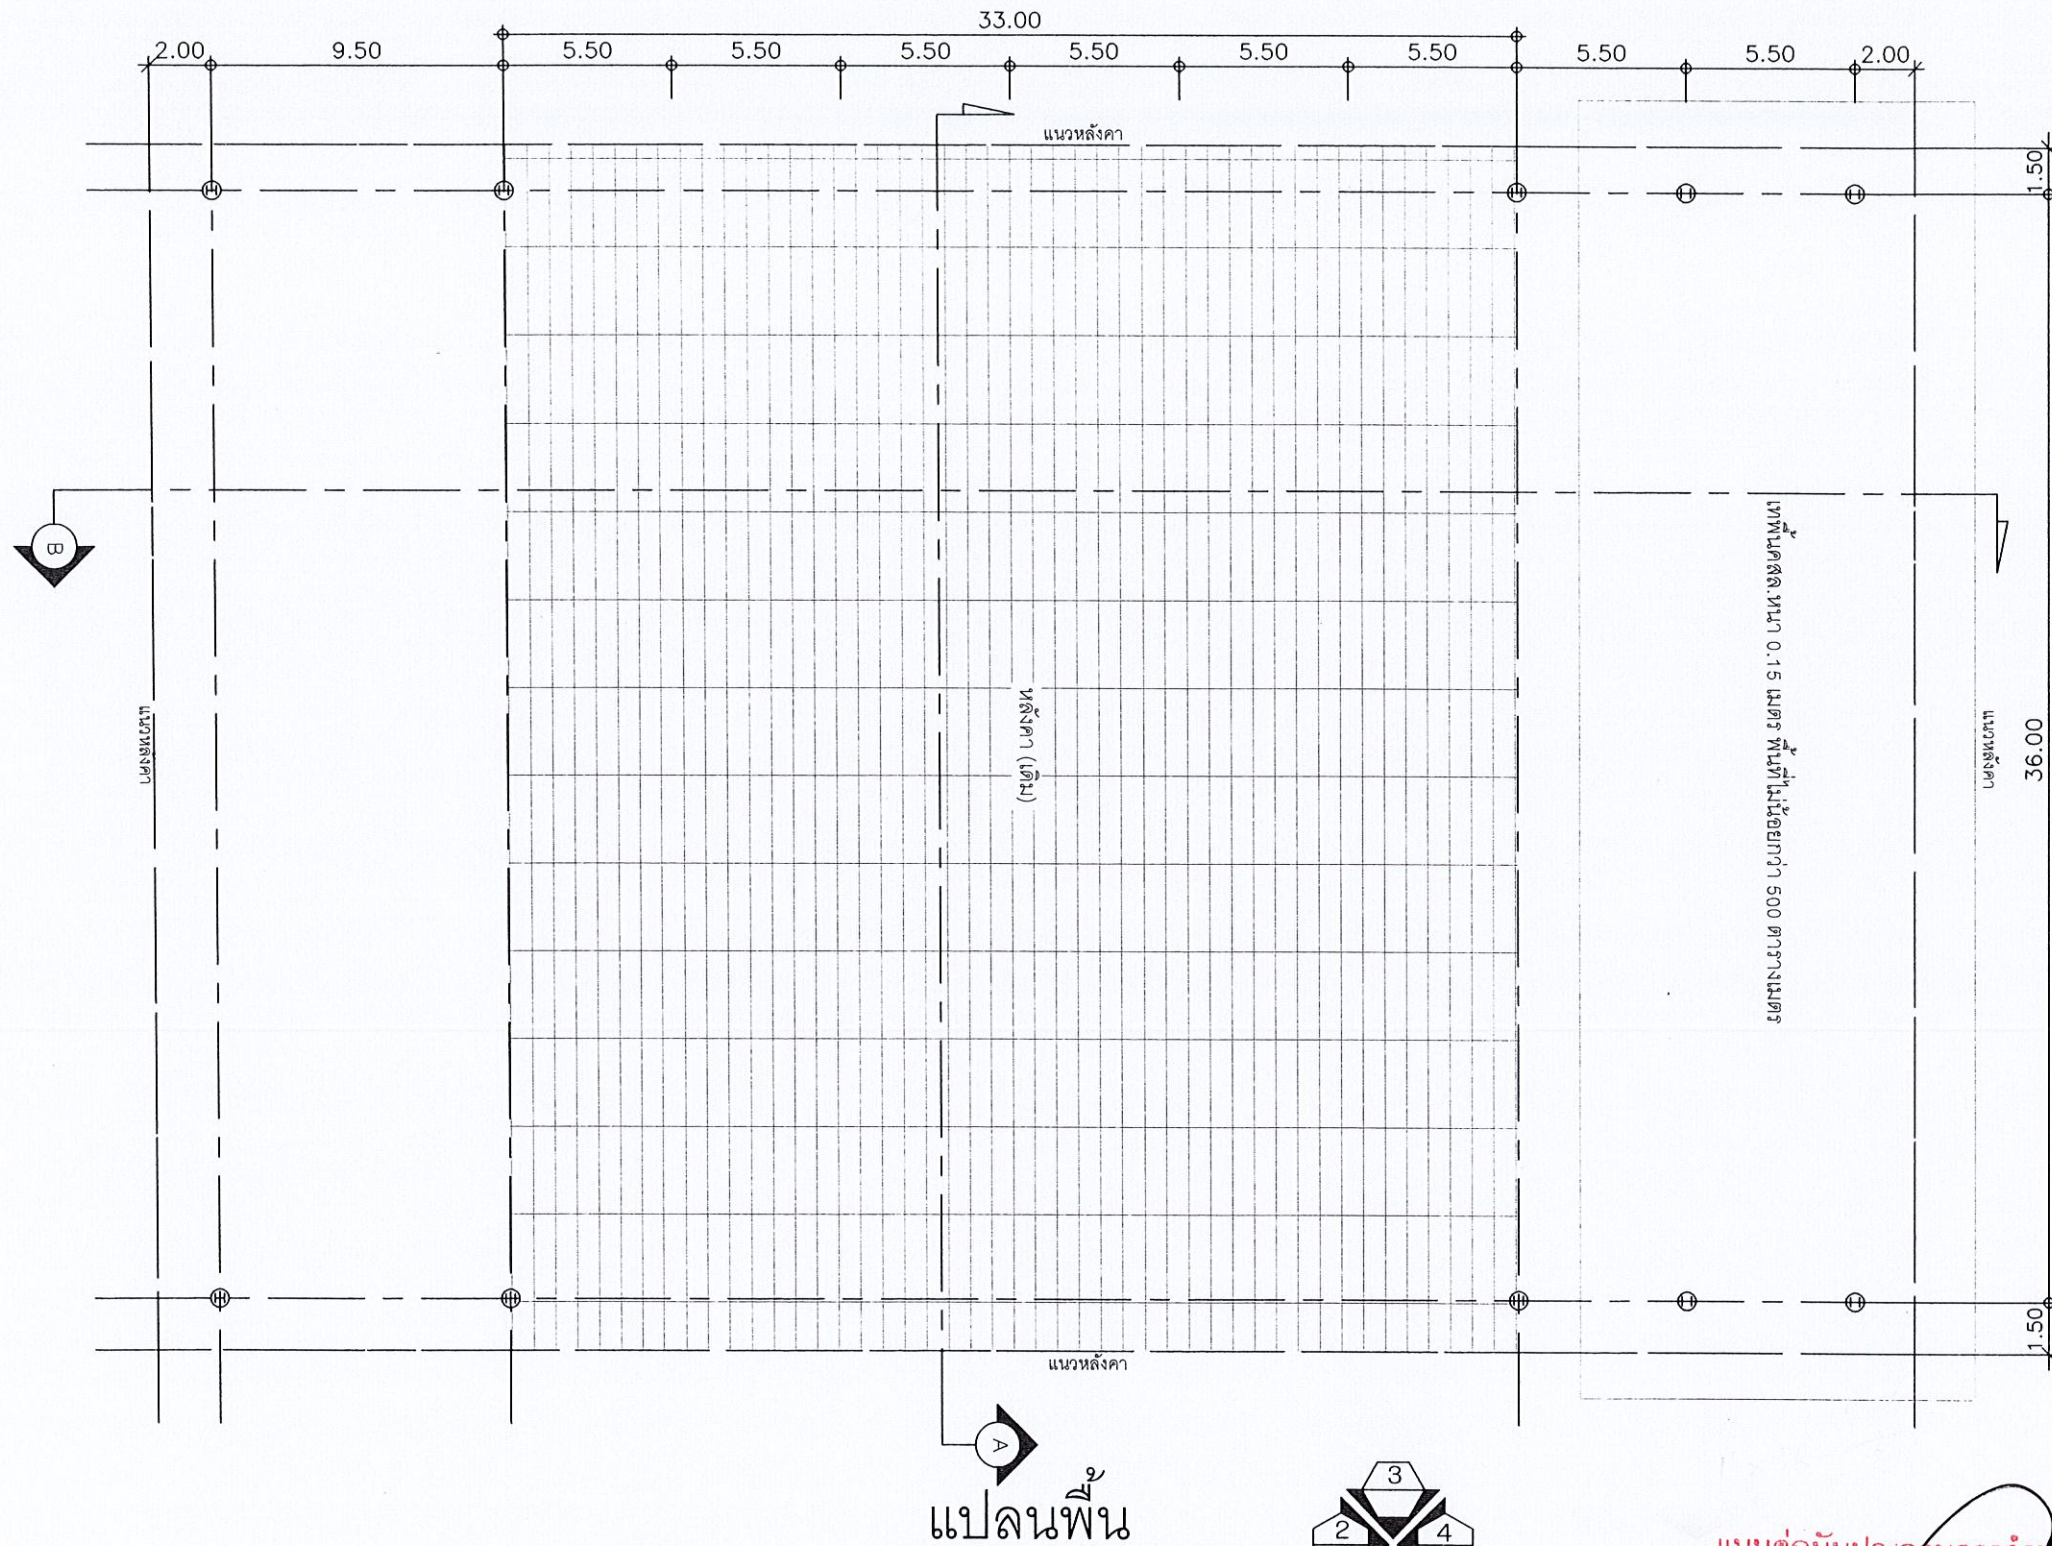 33.00
2.00 9.50 5.50 5.50 5.50 5.50 5.50 5.50 5.50 5.50 2.00
แนวหลังคา
1.50
B
แนวหลังคา
หลังคา (เดิม)
เทพื้นคสล.หนา 0.15 เมตร พื้นที่ไม่น้อยกว่า 500 ตารางเมตร
แนวหลังคา
36.00
1.50
แนวหลังคา
A
แปลนพื้น
3
2 4